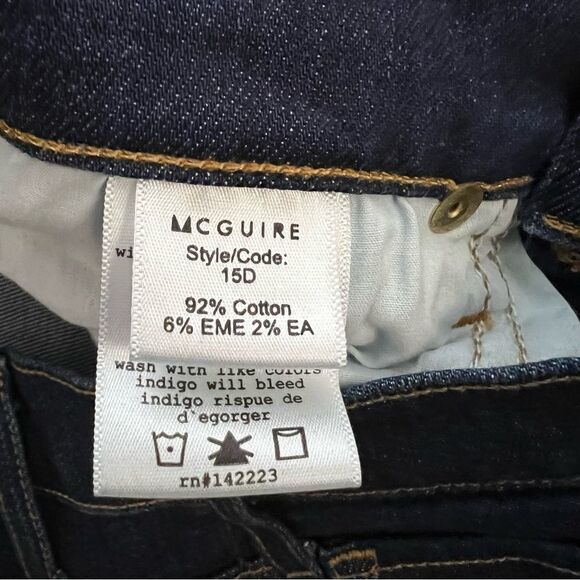 MCGUIRE
Style/Code:
15D
92% Cotton
6% EME 2% EA
wash with like colors
indigo will bleed
indigo rispue de
d`egorger
rn#142223